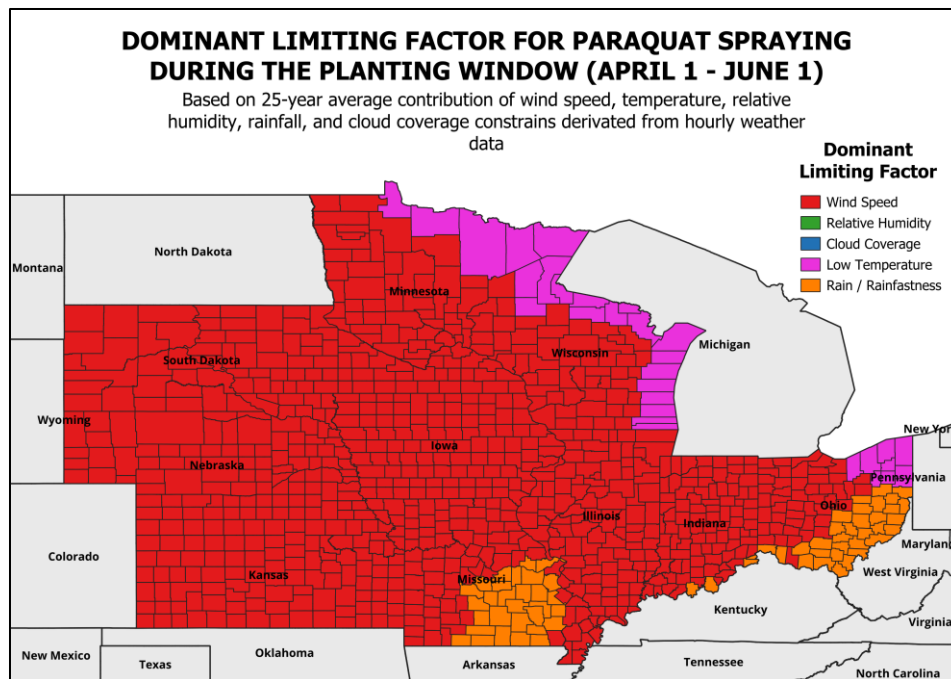 DOMINANT LIMITING FACTOR FOR PARAQUAT SPRAYING
DURING THE PLANTING WINDOW (APRIL 1 - JUNE 1)
Based on 25-year average contribution of wind speed, temperature, relative
humidity, rainfall, and cloud coverage constrains derivated from hourly weather
data
Dominant
Limiting Factor
Wind Speed
Relative Humidity
Cloud Coverage
Low Temperature
Rain / Rainfastness
North Dakota
Montana
Minnesota
Michigan
Wisconsin
South Dakota
Wyoming
New York
Iowa
Nebraska
Pennsylvania
Ohio
Illinois
Indiana
Maryland
Colorado
Kansas
Missouri
West Virginia
Kentucky
Virginia
New Mexico
Texas
Oklahoma
Arkansas
Tennessee
North Carolina